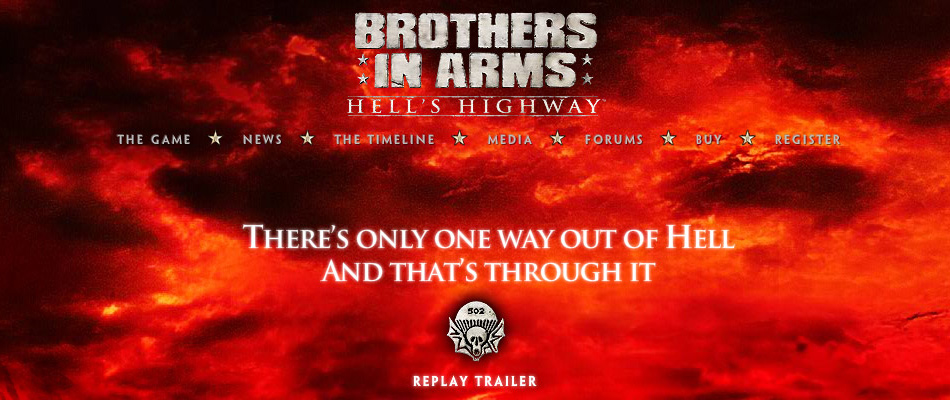 BROTHERS
IN ARMS
HELL'S HIGHWAY™
THE GAME NEWS THE TIMELINE MEDIA FORUMS BUY REGISTER
THERE'S ONLY ONE WAY OUT OF HELL
AND THAT'S THROUGH IT
502
REPLAY TRAILER